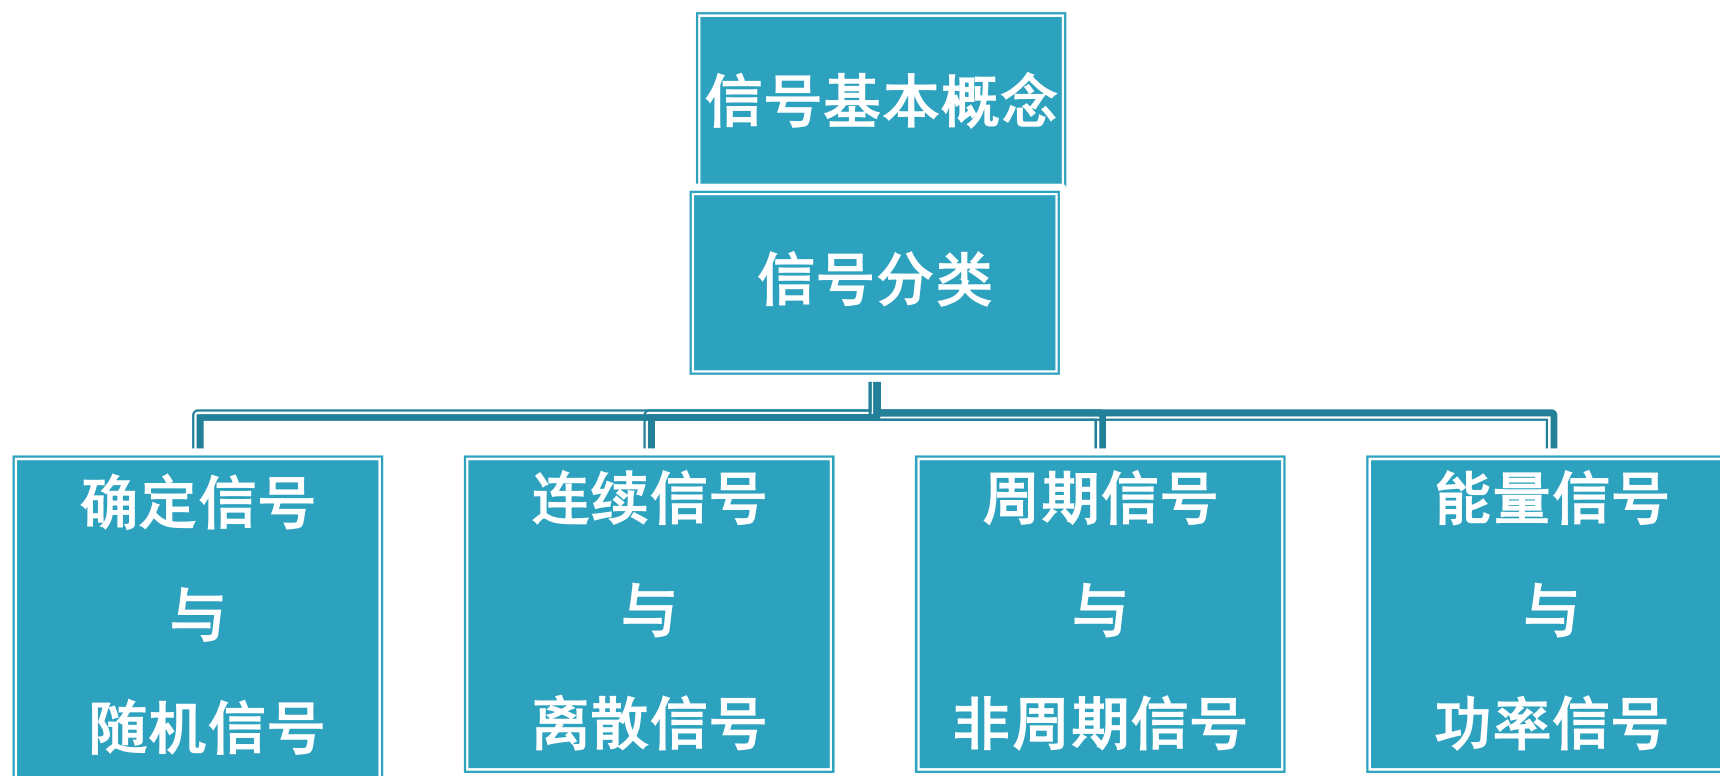 信号基本概念
信号分类
确定信号
与
随机信号
连续信号
与
离散信号
周期信号
与
非周期信号
能量信号
与
功率信号